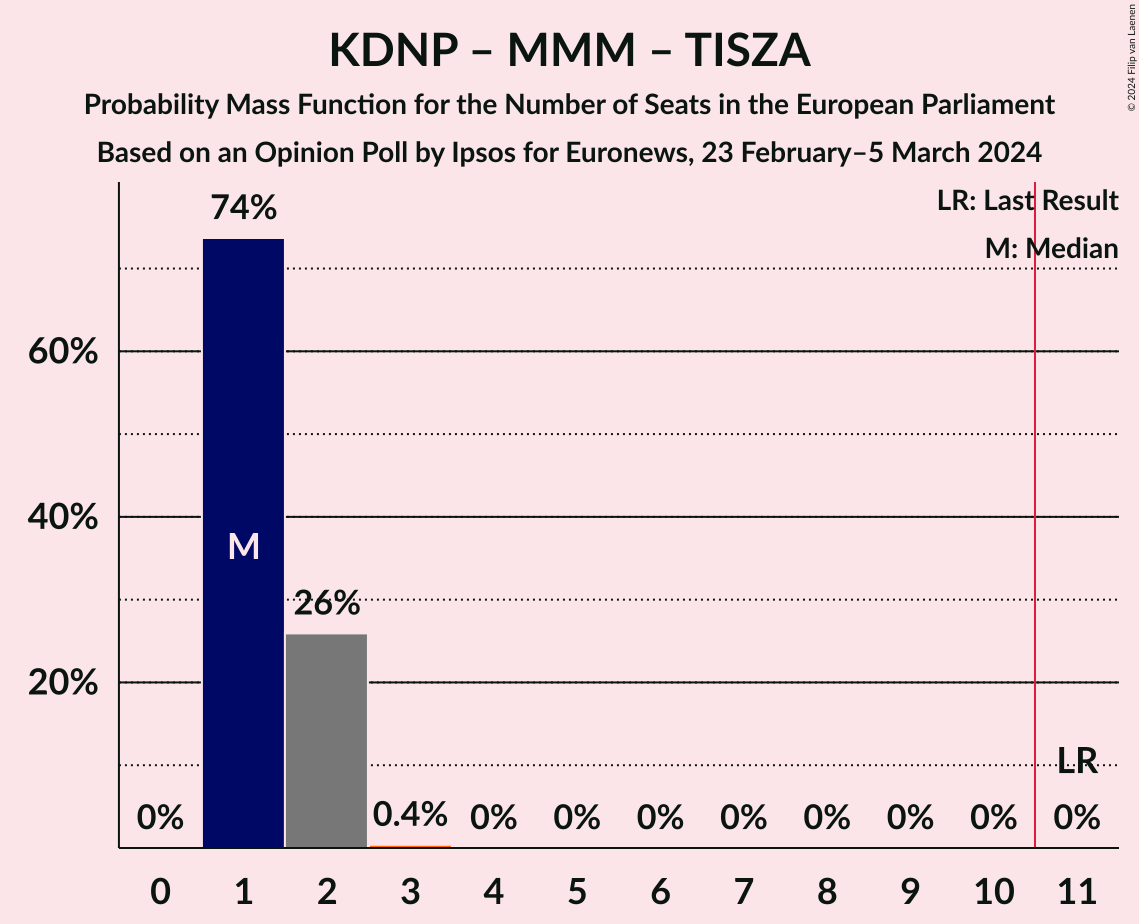 KDNP – MMM – TISZA
Probability Mass Function for the Number of Seats in the European Parliament
Based on an Opinion Poll by Ipsos for Euronews, 23 February–5 March 2024
© 2024 Filip van Laenen
LR: Last Result
M: Median
74%
60%
40%
M
26%
20%
LR
0%
0.4%
0%
0%
0%
0%
0%
0%
0%
0%
0 1 2 3 4 5 6 7 8 9 10 11